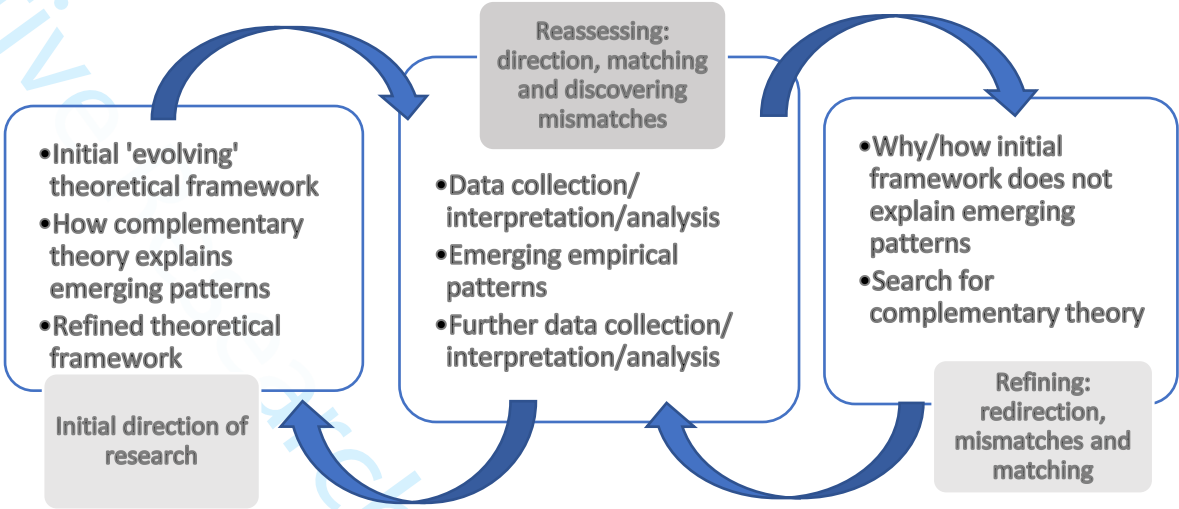 •Initial 'evolving'
theoretical framework
•How complementary
theory explains
emerging patterns
•Refined theoretical
framework
Initial direction of
research
Reassessing:
direction, matching
and discovering
mismatches
•Data collection/
interpretation/analysis
•Emerging empirical
patterns
•Further data collection/
interpretation/analysis
•Why/how initial
framework does not
explain emerging
patterns
•Search for
complementary theory
Refining:
redirection,
mismatches and
matching